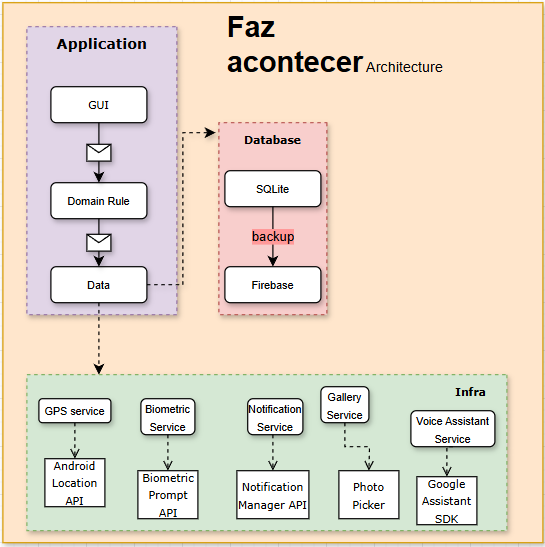 Faz
acontecer Architecture
Application
GUI
Domain Rule
Data
Database
SQLite
backup
Firebase
Infra
GPS service
Biometric
Service
Notification
Service
Gallery
Service
Voice Assistant
Service
Android
Location
API
Biometric
Prompt
API
Notification
Manager API
Photo
Picker
Google
Assistant
SDK